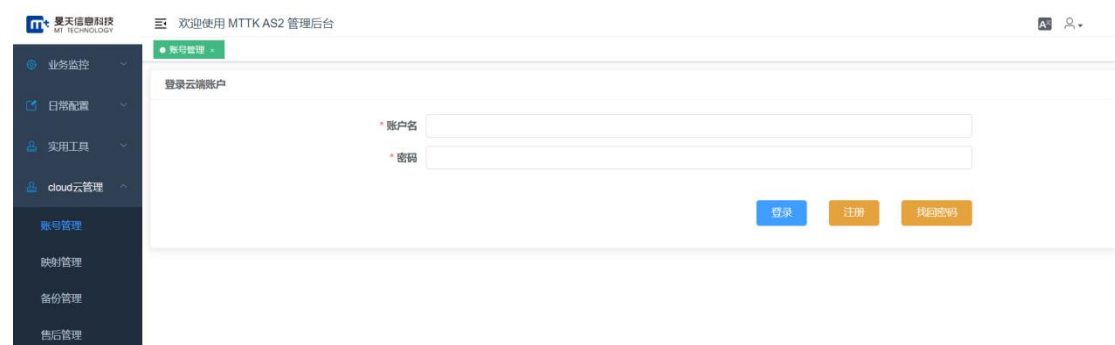 mt 旻天信息科技
MT TECHNOLOGY
欢迎使用 MTTK AS2 管理后台
账号管理 ×
业务监控
日常配置
实用工具
cloud云管理
账号管理
映射管理
备份管理
售后管理
登录云端账户
* 账户名
* 密码
登录 注册 找回密码